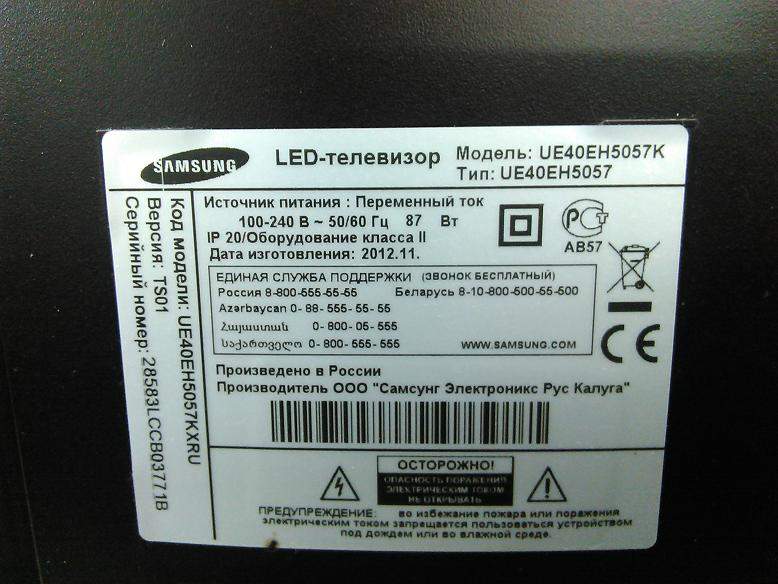 SAMSUNG
LED-телевизор
Модель: UE40EH5057K
Тип: UE40EH5057
Код модели: UE40EH5057KXRU
Версия: TS01
Серийный номер: 28583LCCB03771B
Источник питания : Переменный ток
100-240 В ~ 50/60 Гц 87 Вт
IP 20/Оборудование класса II
Дата изготовления: 2012.11.
РСТ
АВ57
ЕДИНАЯ СЛУЖБА ПОДДЕРЖКИ (ЗВОНОК БЕСПЛАТНЫЙ)
Россия 8-800-555-55-55 Беларусь 8-10-800-500-55-500
Azərbaycan 0- 88- 555- 55- 55
Հայաստան 0- 800- 05- 555
საქართველო 0- 800- 555- 555
WWW.SAMSUNG.COM
CE
Произведено в России
Производитель ООО "Самсунг Электроникс Рус Калуга"
ОСТОРОЖНО!
ОПАСНОСТЬ ПОРАЖЕНИЯ
ЭЛЕКТРИЧЕСКИМ ТОКОМ
НЕ ОТКРЫВАТЬ
ПРЕДУПРЕЖДЕНИЕ: во избежание пожара или поражения
электрическим током запрещается пользоваться устройством
под дождем или во влажной среде.